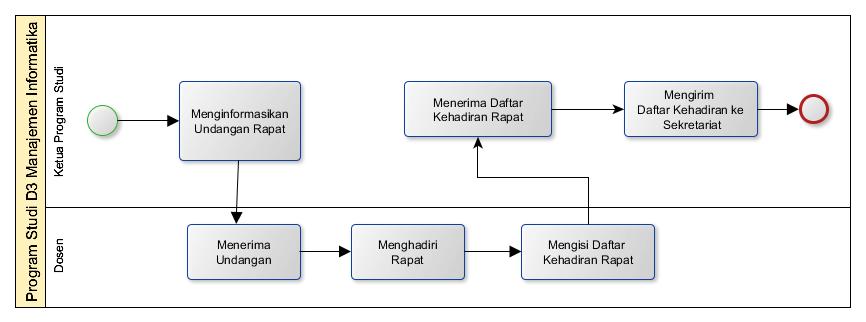 Program Studi D3 Manajemen Informatika
Ketua Program Studi
Menginformasikan
Undangan Rapat
Menerima Daftar
Kehadiran Rapat
Mengirim
Daftar Kehadiran ke
Sekretariat
Dosen
Menerima
Undangan
Menghadiri
Rapat
Mengisi Daftar
Kehadiran Rapat